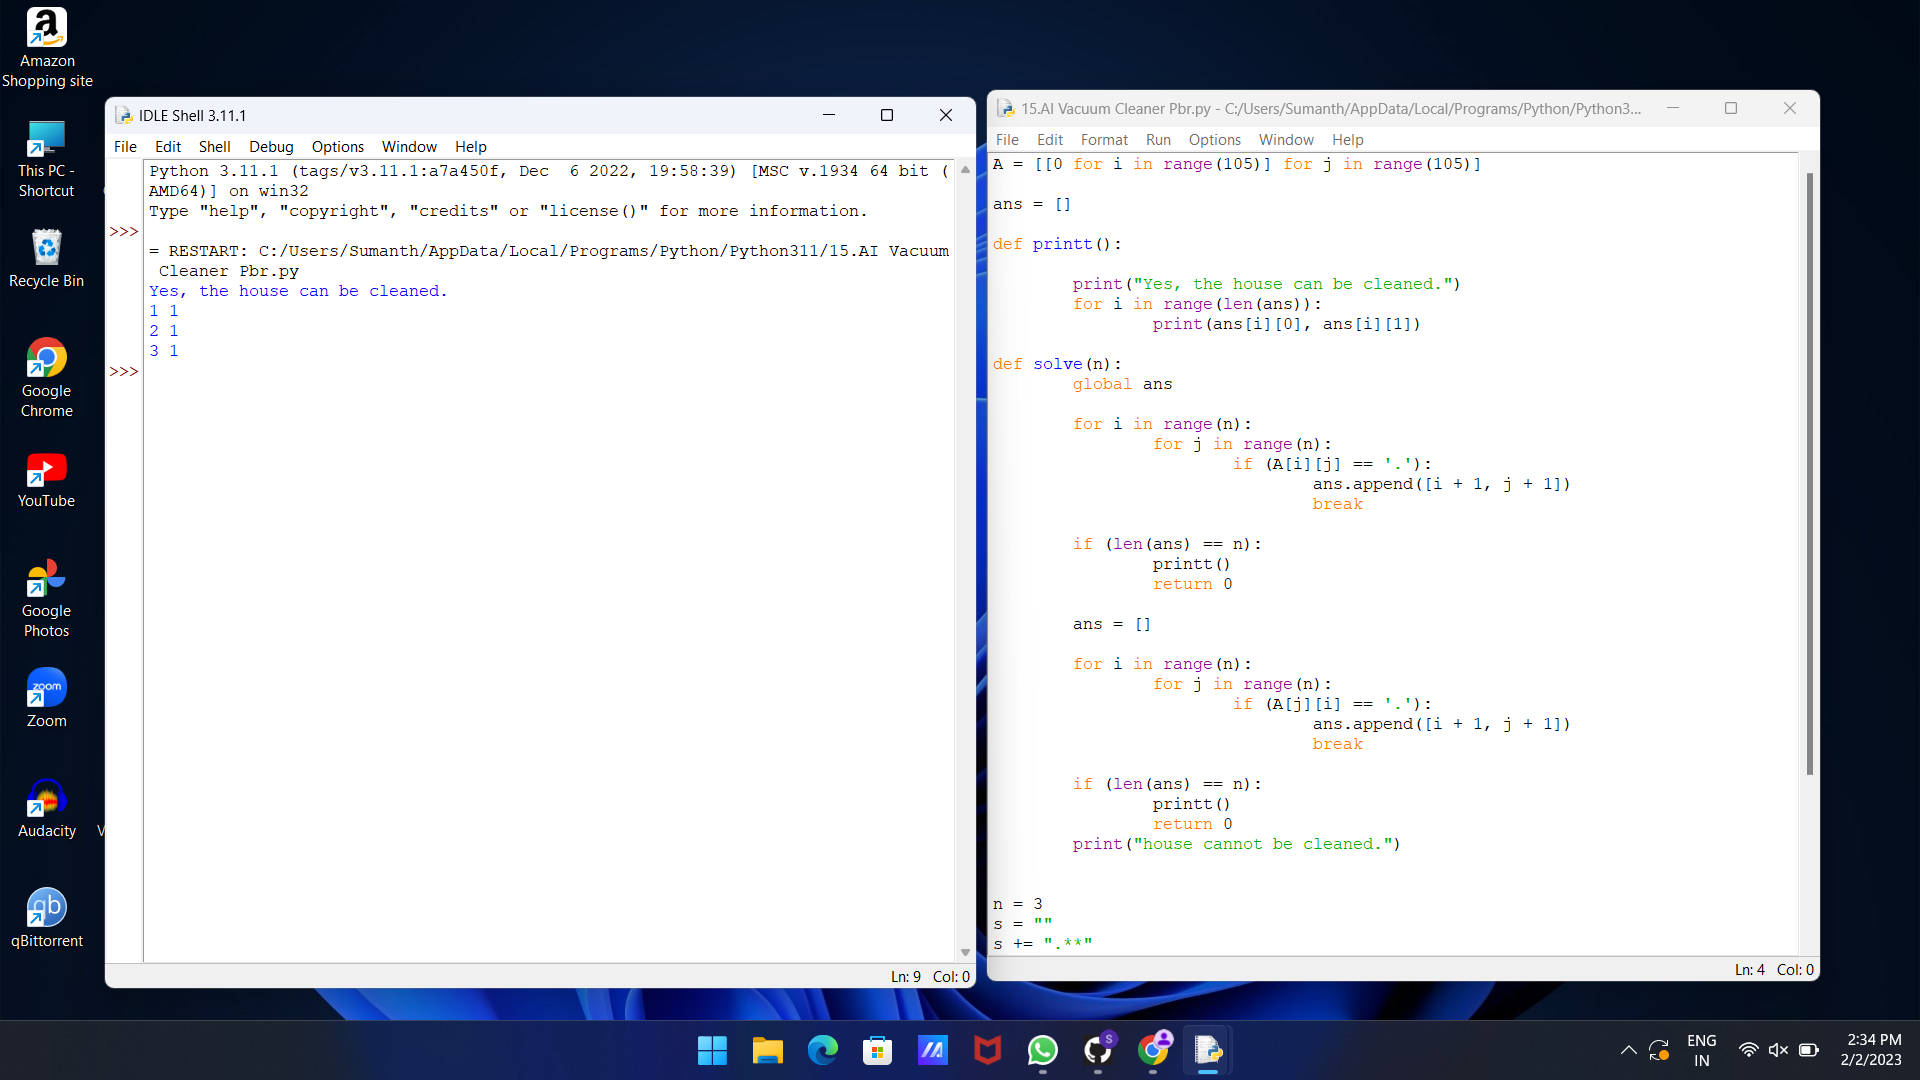 Amazon
Shopping site
This PC -
Shortcut
Recycle Bin
Google
Chrome
YouTube
Google
Photos
zoom
Zoom
Audacity
V
qb
qBittorrent
IDLE Shell 3.11.1
File Edit Shell Debug Options Window Help
Python 3.11.1 (tags/v3.11.1:a7a450f, Dec  6 2022, 19:58:39) [MSC v.1934 64 bit (
AMD64)] on win32
Type "help", "copyright", "credits" or "license()" for more information.
>>>
= RESTART: C:/Users/Sumanth/AppData/Local/Programs/Python/Python311/15.AI Vacuum
 Cleaner Pbr.py
Yes, the house can be cleaned.
1 1
2 1
3 1
>>>
Ln: 9 Col: 0
15.AI Vacuum Cleaner Pbr.py - C:/Users/Sumanth/AppData/Local/Programs/Python/Python3...
File Edit Format Run Options Window Help
A = [[0 for i in range(105)] for j in range(105)]
ans = []
def printt():
        print("Yes, the house can be cleaned.")
        for i in range(len(ans)):
                print(ans[i][0], ans[i][1])
def solve(n):
        global ans
        for i in range(n):
                for j in range(n):
                        if (A[i][j] == '.'):
                                ans.append([i + 1, j + 1])
                                break
        if (len(ans) == n):
                printt()
                return 0
        ans = []
        for i in range(n):
                for j in range(n):
                        if (A[j][i] == '.'):
                                ans.append([i + 1, j + 1])
                                break
        if (len(ans) == n):
                printt()
                return 0
        print("house cannot be cleaned.")
n = 3
s = ""
s += ".**"
Ln: 4 Col: 0
S
ENG
IN
2:34 PM
2/2/2023